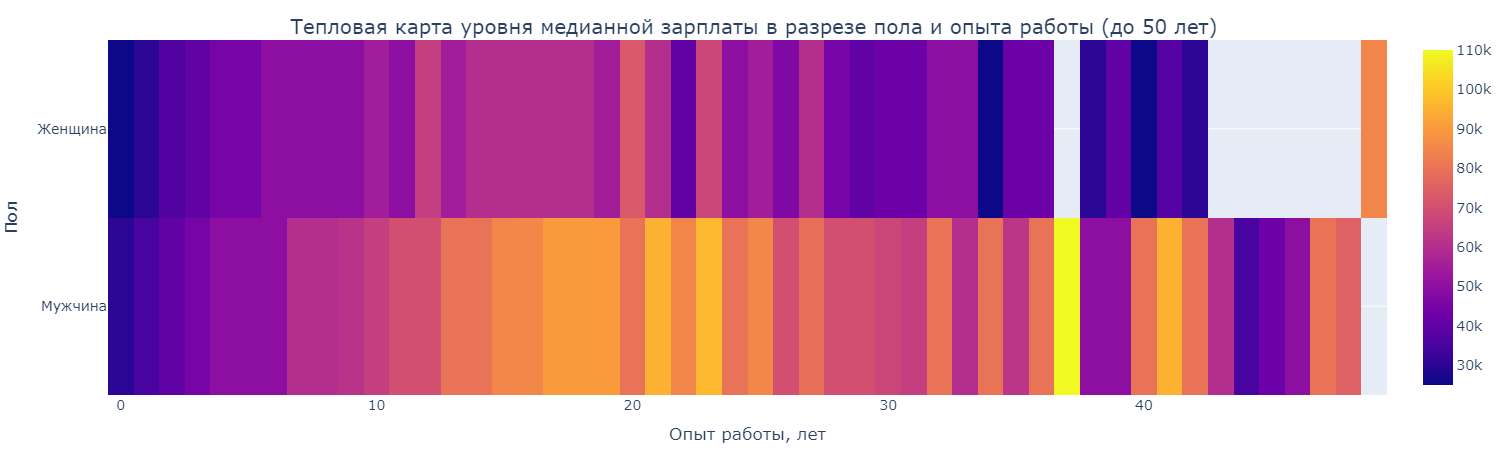 Тепловая карта уровня медианной зарплаты в разрезе пола и опыта работы (до 50 лет)
Пол
Женщина
Мужчина
0
10
20
30
40
Опыт работы, лет
110k
100k
90k
80k
70k
60k
50k
40k
30k